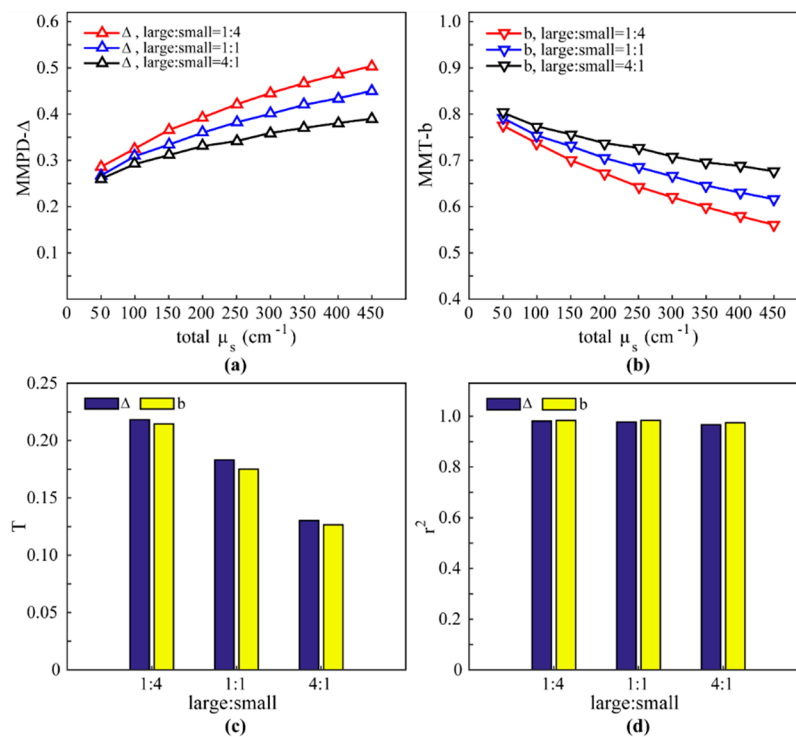 0.6
0.5
0.4
0.3
0.2
0.1
MMPD-Δ
Δ , large:small=1:4
Δ , large:small=1:1
Δ , large:small=4:1
0 50 100 150 200 250 300 350 400 450
total μs (cm-1)
(a)
1.0
0.9
0.8
0.7
0.6
0.5
0.4
MMT-b
b, large:small=1:4
b, large:small=1:1
b, large:small=4:1
0 50 100 150 200 250 300 350 400 450
total μs (cm-1)
(b)
0.25
0.20
0.15
0.10
0.05
0
T
Δ b
1:4 1:1 4:1
large:small
(c)
1.0
0.8
0.6
0.4
0.2
0
r2
Δ b
1:4 1:1 4:1
large:small
(d)